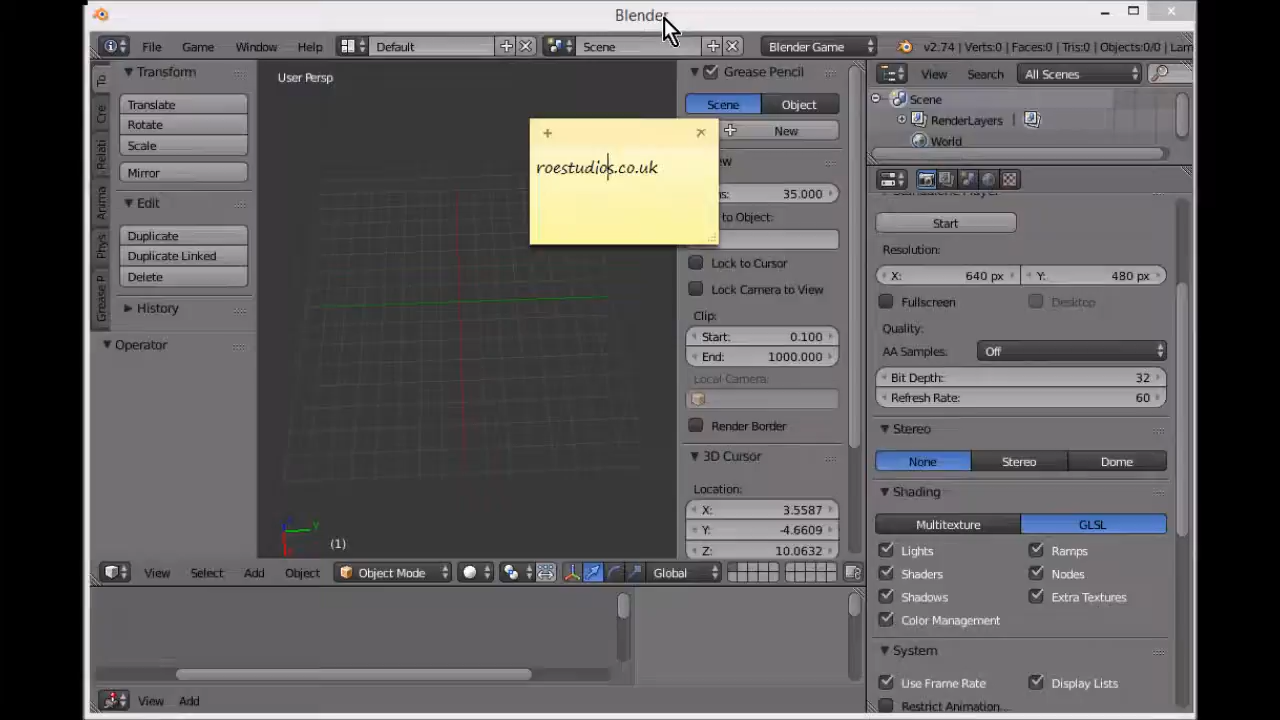 Blender
File Game Window Help Default Scene Blender Game v2.74 | Verts:0 | Faces:0 | Tris:0 | Objects:0/0 | Lam
Transform
Translate
Rotate
Scale
Mirror
Edit
Duplicate
Duplicate Linked
Delete
History
Operator
To
Cre
Relati
Anima
Phys
Grease P
User Persp
(1)
roestudios.co.uk
Grease Pencil
Scene Object
New
35.000
to Object:
Lock to Cursor
Lock Camera to View
Clip:
Start: 0.100
End: 1000.000
Local Camera:
Render Border
3D Cursor
Location:
X: 3.5587
Y: -4.6609
Z: 10.0632
View Search All Scenes
Scene
RenderLayers
World
Start
Resolution:
X: 640 px Y: 480 px
Fullscreen Desktop
Quality:
AA Samples: Off
Bit Depth: 32
Refresh Rate: 60
Stereo
None Stereo Dome
Shading
Multitexture GLSL
Lights Ramps
Shaders Nodes
Shadows Extra Textures
Color Management
System
Use Frame Rate Display Lists
Restrict Animation...
View Select Add Object Object Mode Global
View Add